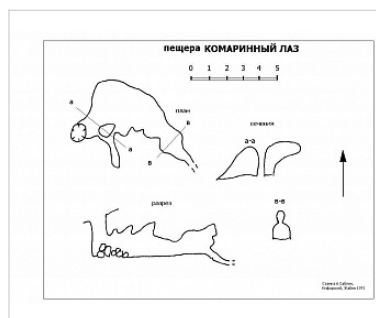 пещера КОМАРИННЫЙ ЛАЗ
0 1 2 3 4 5
а
план
в
а
в
сечения
а-а
разрез
в-в